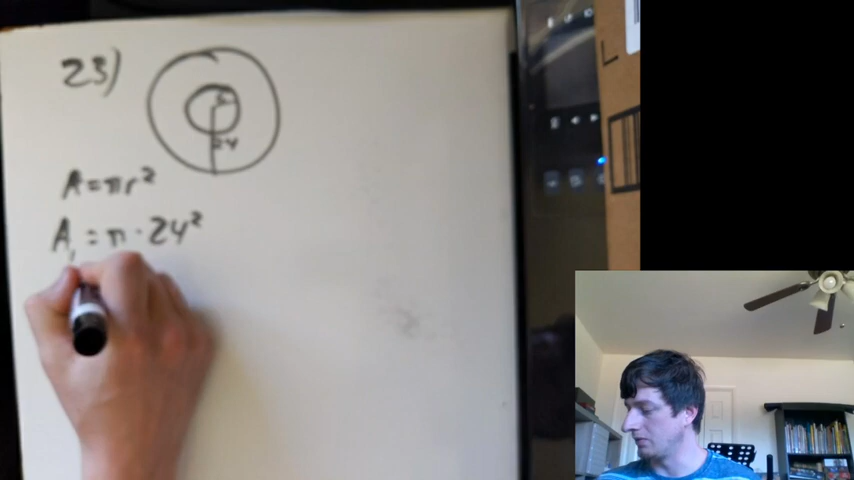 23)
24
A = πr²
A₁ = π · 24²